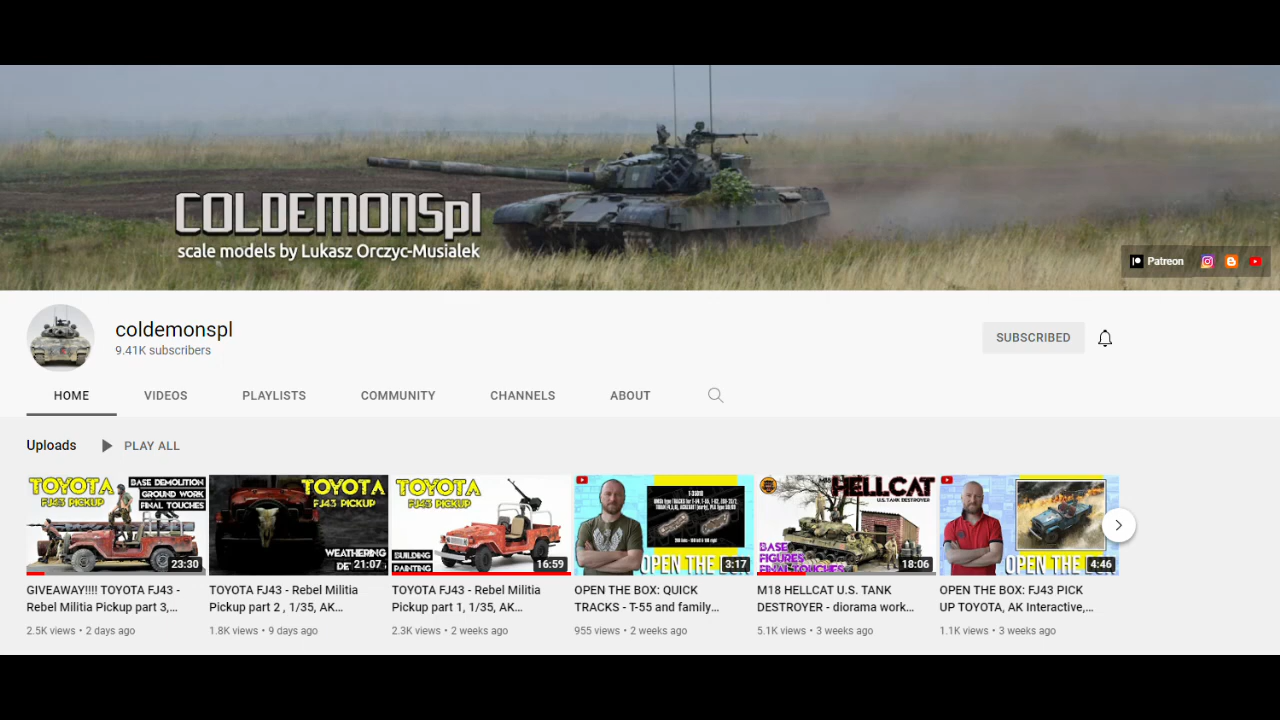 COLDEMONSpl
scale models by Lukasz Orczyc-Musialek
Patreon
coldemonspl
9.41K subscribers
SUBSCRIBED
HOME VIDEOS PLAYLISTS COMMUNITY CHANNELS ABOUT
Uploads PLAY ALL
TOYOTA
FJ43 PICKUP
BASE DEMOLITION
GROUND WORK
FINAL TOUCHES
23:30
TOYOTA
FJ43 PICKUP
WEATHERING
21:07
TOYOTA
FJ43 PICKUP
BUILDING
PAINTING
16:59
OPEN THE
3:17
HELLCAT
U.S. TANK DESTROYER
BASE
FIGURES
FINAL TOUCHES
18:06
OPEN THE
4:46
GIVEAWAY!!!! TOYOTA FJ43 -
Rebel Militia Pickup part 3,...
2.5K views • 2 days ago
TOYOTA FJ43 - Rebel Militia
Pickup part 2 , 1/35, AK...
1.8K views • 9 days ago
TOYOTA FJ43 - Rebel Militia
Pickup part 1, 1/35, AK...
2.3K views • 2 weeks ago
OPEN THE BOX: QUICK
TRACKS - T-55 and family...
955 views • 2 weeks ago
M18 HELLCAT U.S. TANK
DESTROYER - diorama work...
5.1K views • 3 weeks ago
OPEN THE BOX: FJ43 PICK
UP TOYOTA, AK Interactive,...
1.1K views • 3 weeks ago